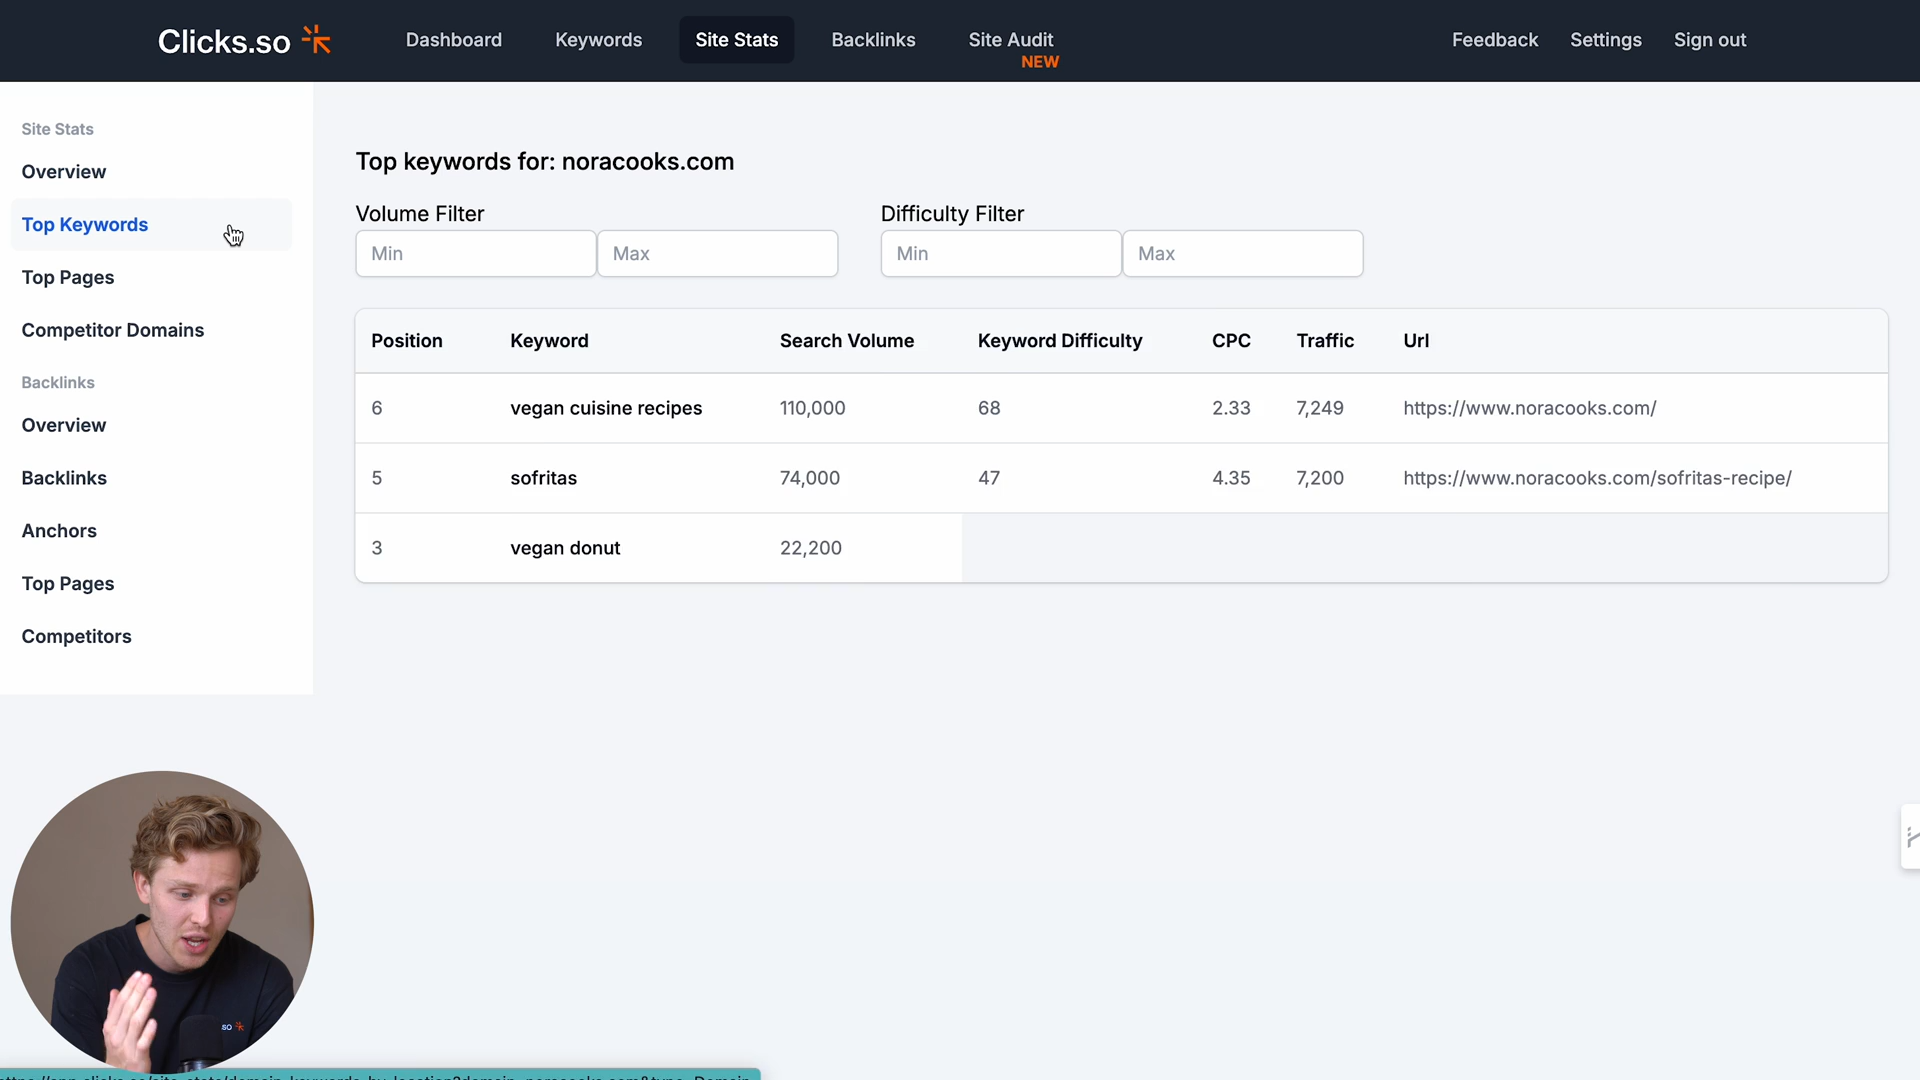 Clicks.so
Dashboard
Keywords
Site Stats
Backlinks
Site Audit
NEW
Feedback
Settings
Sign out
Site Stats
Overview
Top Keywords
Top Pages
Competitor Domains
Backlinks
Overview
Backlinks
Anchors
Top Pages
Competitors
Top keywords for: noracooks.com
Volume Filter
Min
Max
Difficulty Filter
Min
Max
Position Keyword Search Volume Keyword Difficulty CPC Traffic Url
6 vegan cuisine recipes 110,000 68 2.33 7,249 https://www.noracooks.com/
5 sofritas 74,000 47 4.35 7,200 https://www.noracooks.com/sofritas-recipe/
3 vegan donut 22,200
so